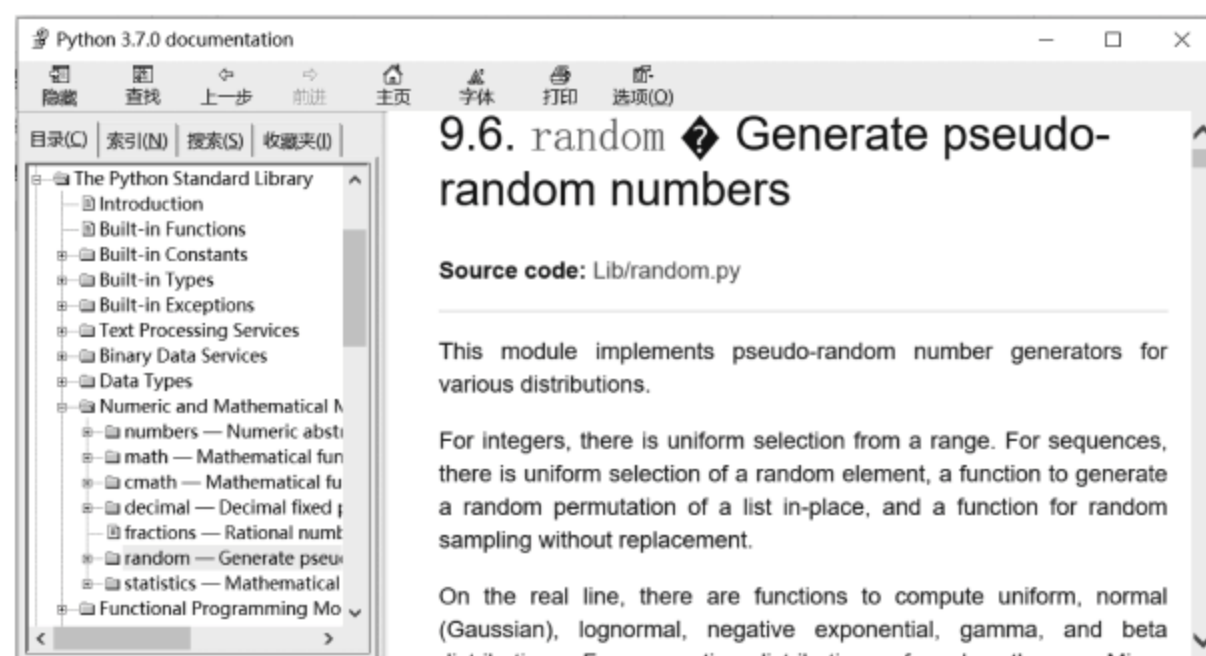 Python 3.7.0 documentation
隐藏 查找 上一步 前进 主页 字体 打印 选项(O)
目录(C) 索引(N) 搜索(S) 收藏夹(I)
The Python Standard Library
Introduction
Built-in Functions
Built-in Constants
Built-in Types
Built-in Exceptions
Text Processing Services
Binary Data Services
Data Types
Numeric and Mathematical M
numbers — Numeric abst
math — Mathematical fun
cmath — Mathematical fu
decimal — Decimal fixed p
fractions — Rational numb
random — Generate pseu
statistics — Mathematical
Functional Programming Mo
9.6. random � Generate pseudo-
random numbers
Source code: Lib/random.py
This module implements pseudo-random number generators for
various distributions.
For integers, there is uniform selection from a range. For sequences,
there is uniform selection of a random element, a function to generate
a random permutation of a list in-place, and a function for random
sampling without replacement.
On the real line, there are functions to compute uniform, normal
(Gaussian), lognormal, negative exponential, gamma, and beta